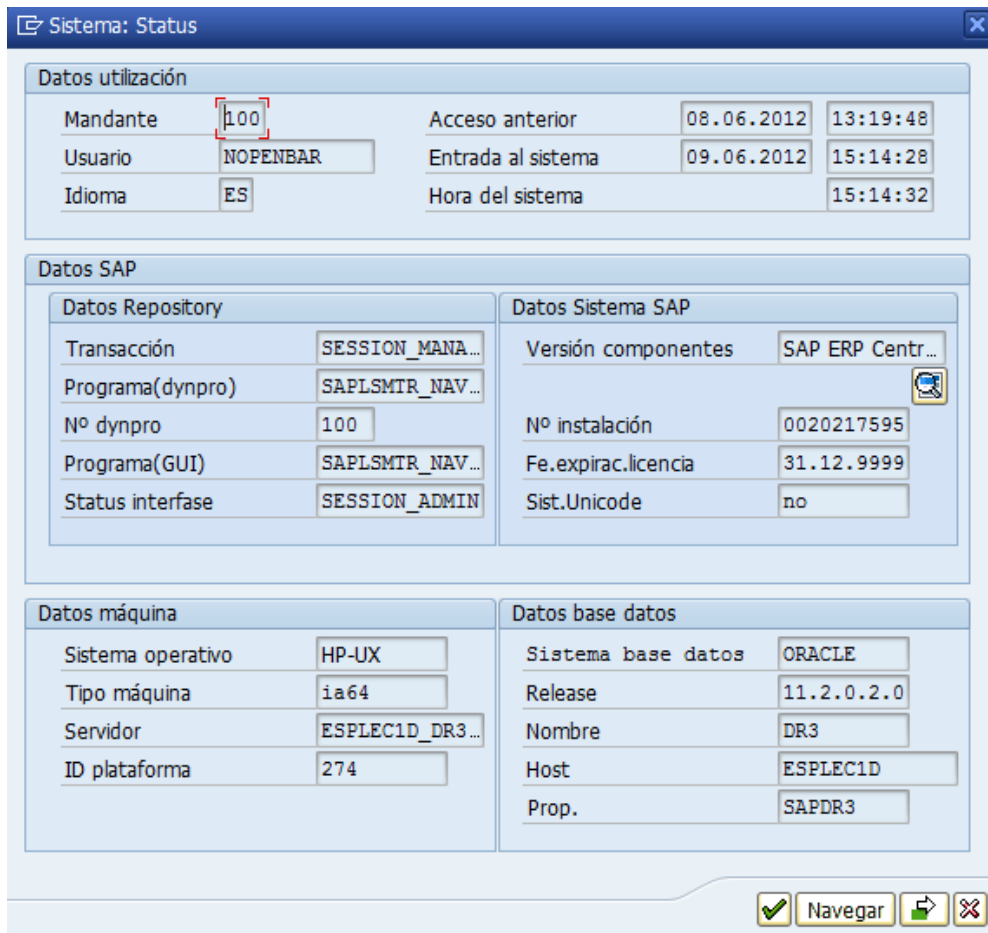 Sistema: Status
Datos utilización
Mandante 100 Acceso anterior 08.06.2012 13:19:48
Usuario NOPENBAR Entrada al sistema 09.06.2012 15:14:28
Idioma ES Hora del sistema 15:14:32
Datos SAP
Datos Repository
Transacción SESSION_MANA…
Programa(dynpro) SAPLSMTR_NAV…
Nº dynpro 100
Programa(GUI) SAPLSMTR_NAV…
Status interfase SESSION_ADMIN
Datos Sistema SAP
Versión componentes SAP ERP Centr…
Nº instalación 0020217595
Fe.expirac.licencia 31.12.9999
Sist.Unicode no
Datos máquina
Sistema operativo HP-UX
Tipo máquina ia64
Servidor ESPLEC1D_DR3…
ID plataforma 274
Datos base datos
Sistema base datos ORACLE
Release 11.2.0.2.0
Nombre DR3
Host ESPLEC1D
Prop. SAPDR3
Navegar